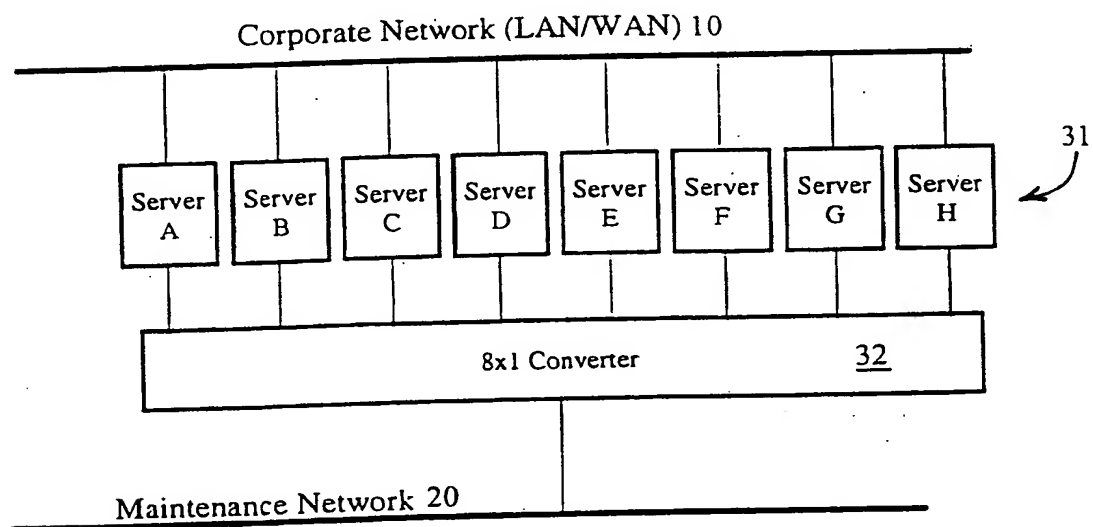 Corporate Network (LAN/WAN) 10
31
Server A
Server B
Server C
Server D
Server E
Server F
Server G
Server H
8x1 Converter
32
Maintenance Network 20